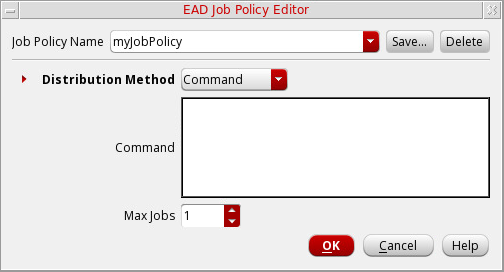 EAD Job Policy Editor
Job Policy Name myJobPolicy Save... Delete
Distribution Method Command
Command
Max Jobs 1
OK Cancel Help